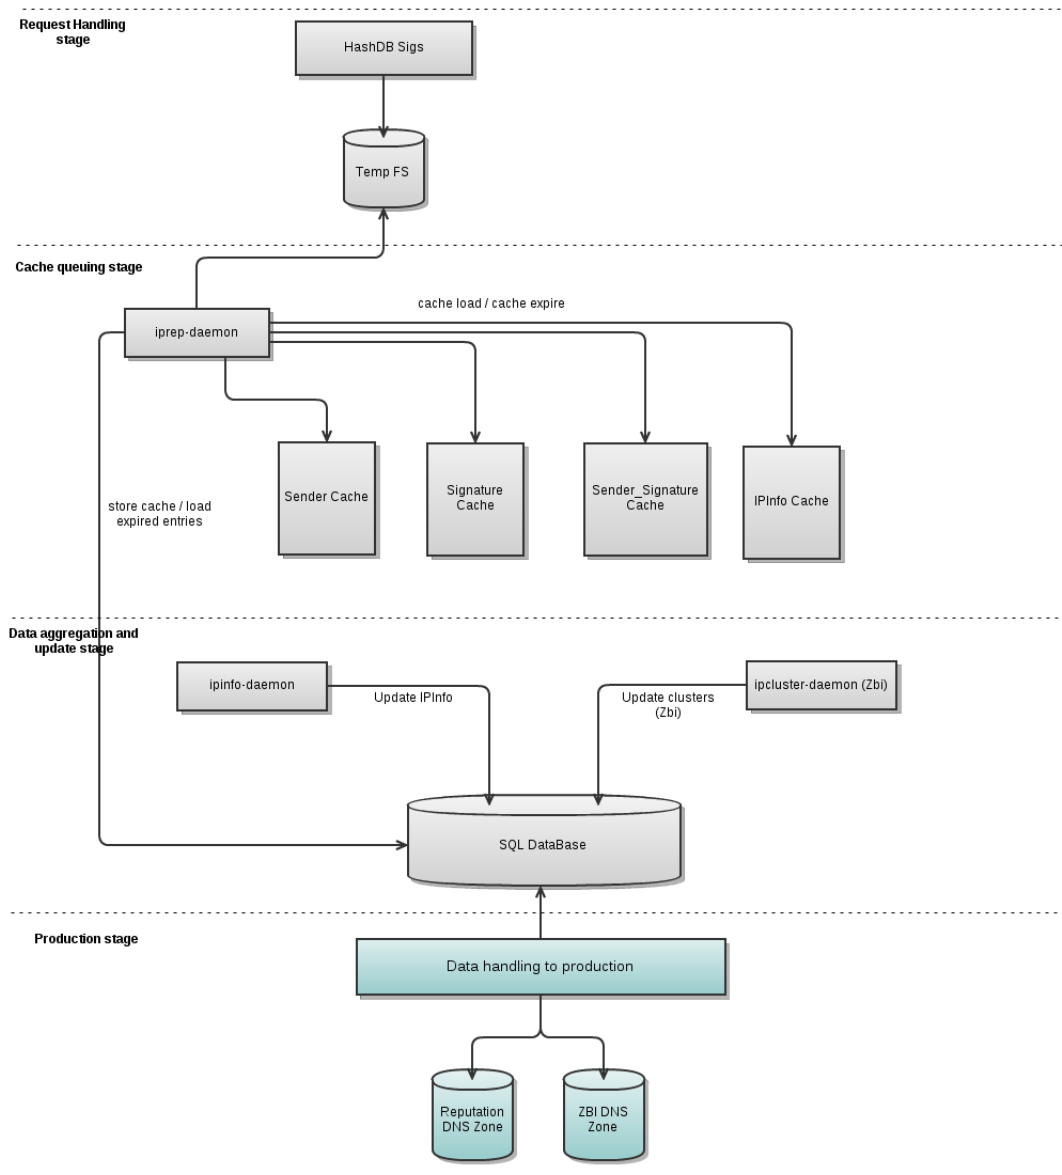 Request Handling
stage
HashDB Sigs
Temp FS
Cache queuing stage
cache load / cache expire
iprep-daemon
Sender Cache
Signature
Cache
Sender_Signature
Cache
IPInfo Cache
store cache / load
expired entries
Data aggregation and
update stage
ipinfo-daemon
Update IPInfo
ipcluster-daemon (Zbi)
Update clusters
(Zbi)
SQL DataBase
Production stage
Data handling to production
Reputation
DNS Zone
ZBI DNS
Zone